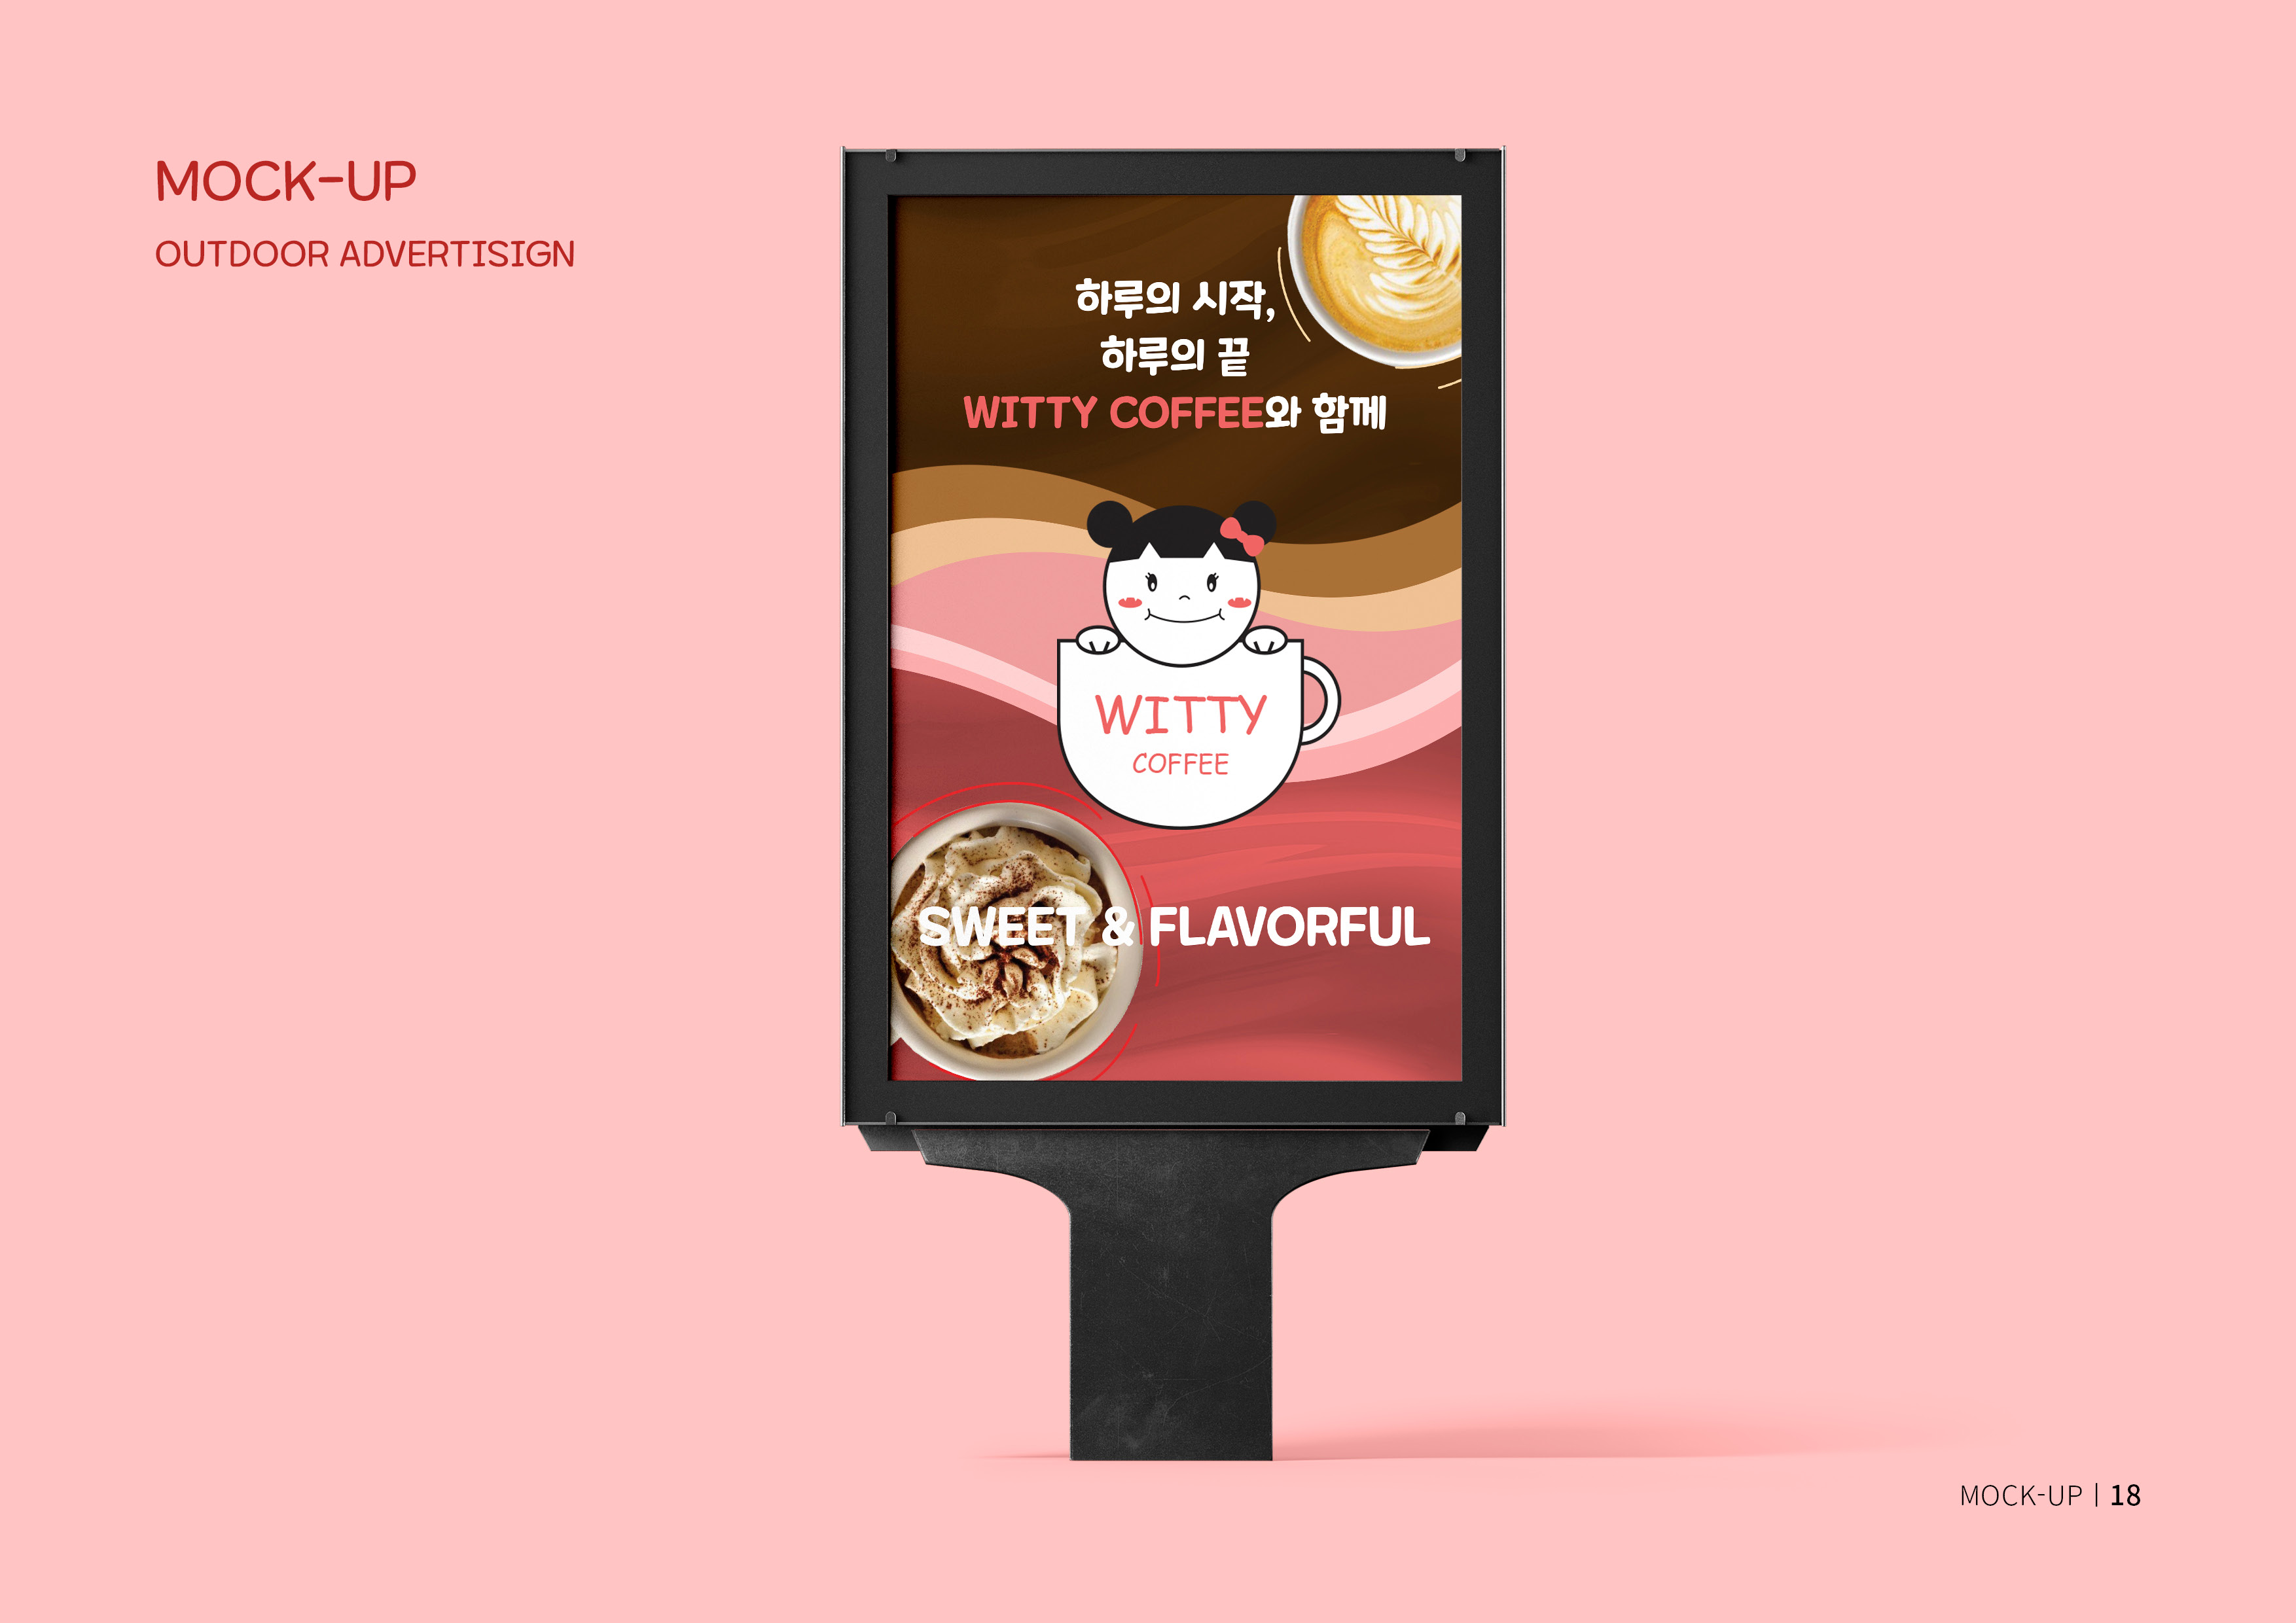 MOCK-UP
OUTDOOR ADVERTISIGN
하루의 시작,
하루의 끝
WITTY COFFEE와 함께
WITTY
COFFEE
SWEET & FLAVORFUL
MOCK-UP | 18